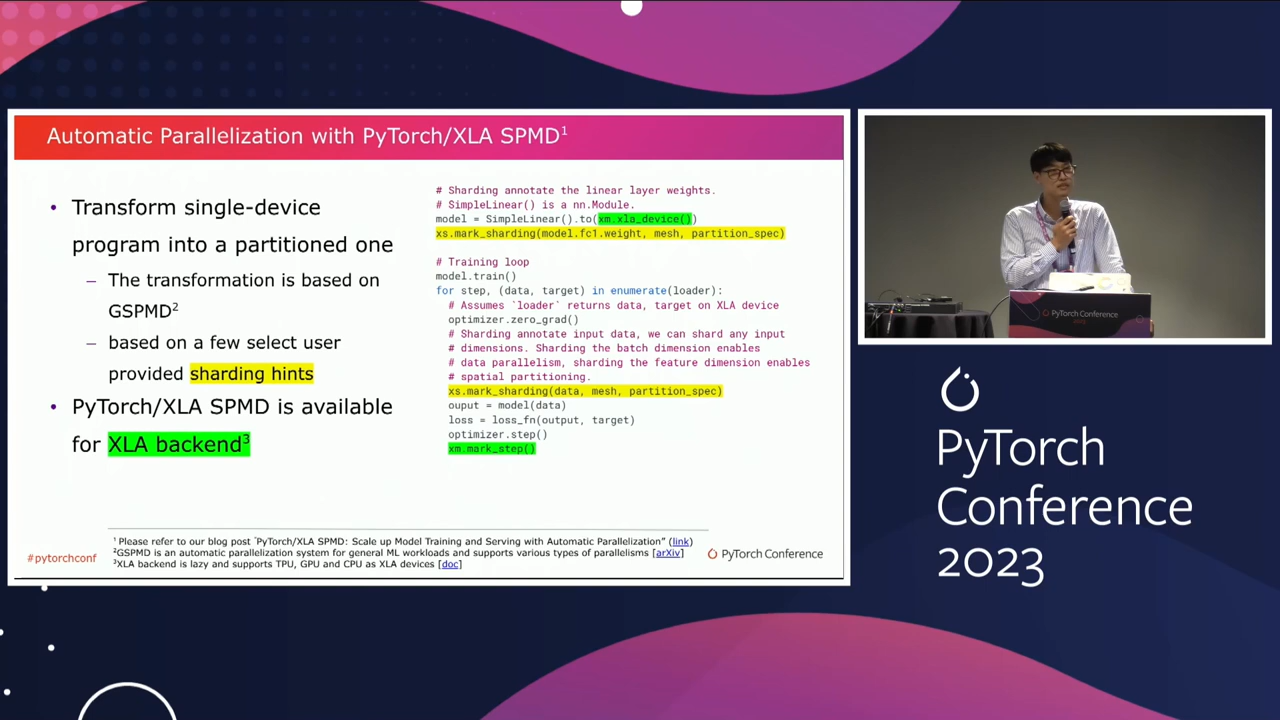 Automatic Parallelization with PyTorch/XLA SPMD¹
• Transform single-device
program into a partitioned one
– The transformation is based on
GSPMD²
– based on a few select user
provided sharding hints
• PyTorch/XLA SPMD is available
for XLA backend³
# Sharding annotate the linear layer weights.
# SimpleLinear() is a nn.Module.
model = SimpleLinear().to(xm.xla_device())
xs.mark_sharding(model.fc1.weight, mesh, partition_spec)
# Training loop
model.train()
for step, (data, target) in enumerate(loader):
# Assumes `loader` returns data, target on XLA device
optimizer.zero_grad()
# Sharding annotate input data, we can shard any input
# dimensions. Sharding the batch dimension enables
# data parallelism, sharding the feature dimension enables
# spatial partitioning.
xs.mark_sharding(data, mesh, partition_spec)
ouput = model(data)
loss = loss_fn(output, target)
optimizer.step()
xm.mark_step()
¹ Please refer to our blog post "PyTorch/XLA SPMD: Scale up Model Training and Serving with Automatic Parallelization" (link)
²GSPMD is an automatic parallelization system for general ML workloads and supports various types of parallelisms [arXiv]
³XLA backend is lazy and supports TPU, GPU and CPU as XLA devices [doc]
#pytorchconf
PyTorch Conference
PyTorch Conference
2023
PyTorch
Conference
2023